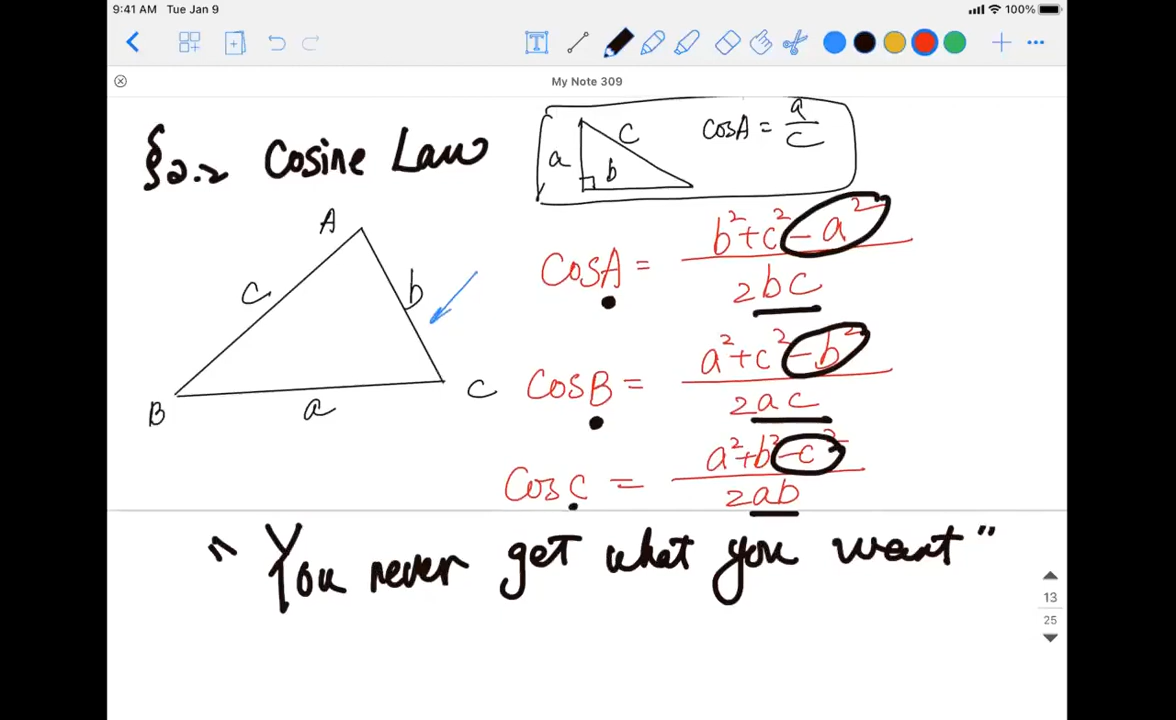 9:41 AM Tue Jan 9
100%
My Note 309
§2.2 Cosine Law
a
c
b
cosA = a/c
A
c
b
B
a
C
CosA = b²+c²-a² / 2bc
CosB = a²+c²-b² / 2ac
Cosc = a²+b²-c² / 2ab
"You never get what you want"
13
25